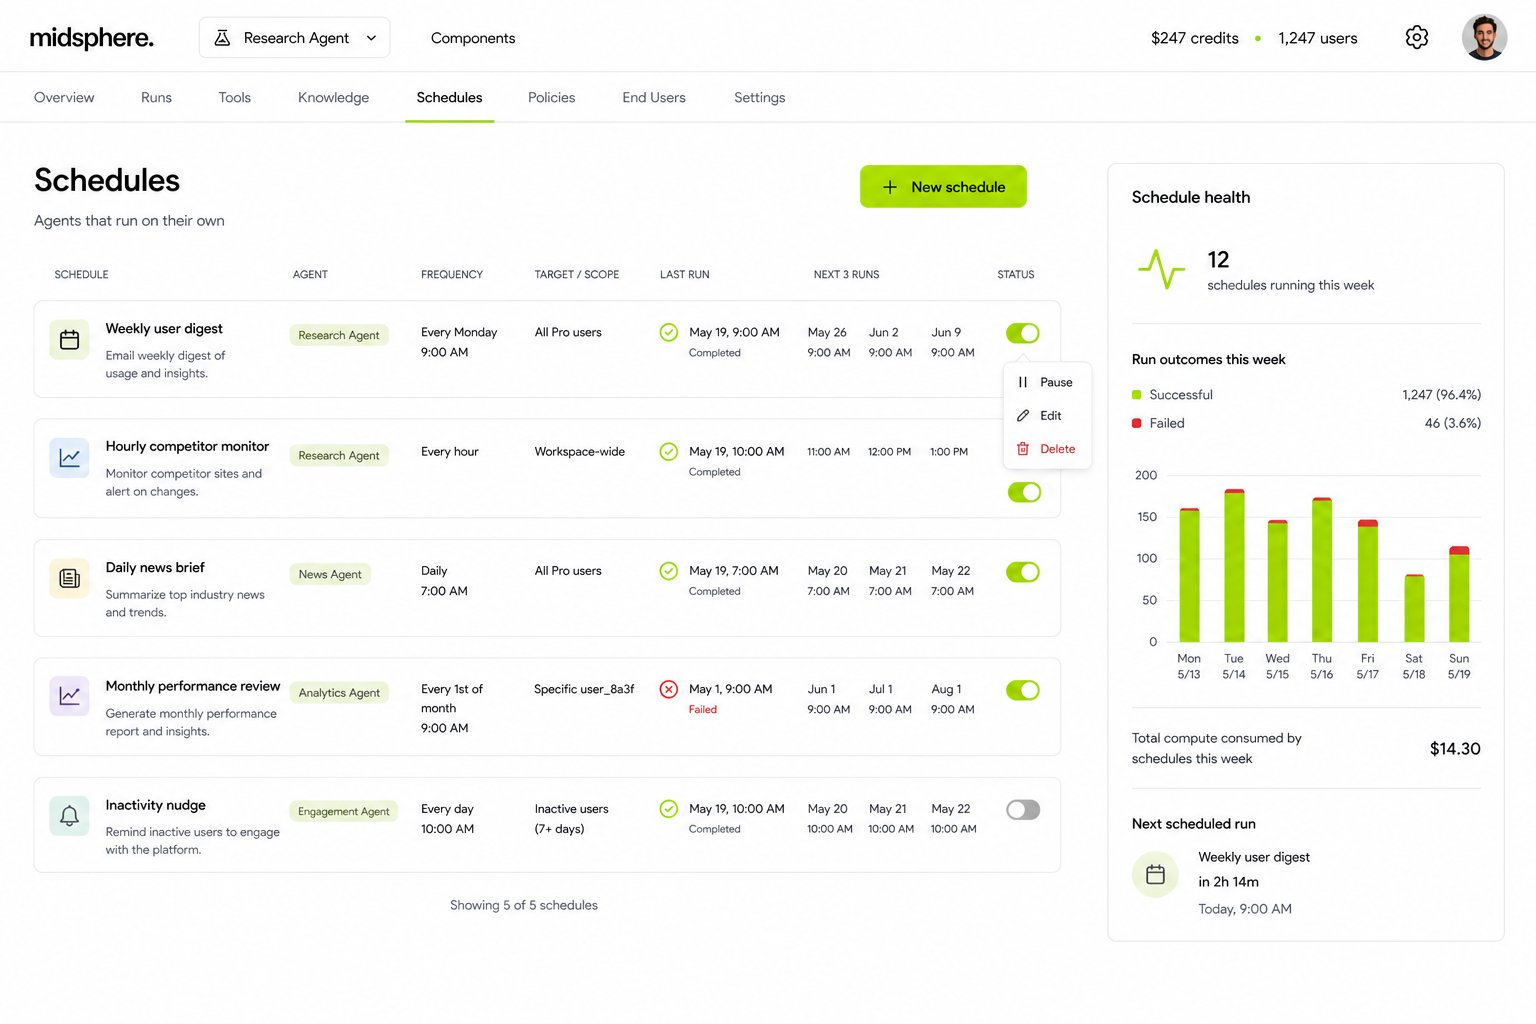 midsphere.
Research Agent
Components
$247 credits • 1,247 users
Overview
Runs
Tools
Knowledge
Schedules
Policies
End Users
Settings
Schedules
Agents that run on their own
+ New schedule
SCHEDULE
AGENT
FREQUENCY
TARGET / SCOPE
LAST RUN
NEXT 3 RUNS
STATUS
Weekly user digest
Email weekly digest of
usage and insights.
Research Agent
Every Monday
9:00 AM
All Pro users
May 19, 9:00 AM
Completed
May 26
9:00 AM
Jun 2
9:00 AM
Jun 9
9:00 AM
Pause
Edit
Delete
Hourly competitor monitor
Monitor competitor sites and
alert on changes.
Research Agent
Every hour
Workspace-wide
May 19, 10:00 AM
Completed
11:00 AM
12:00 PM
1:00 PM
Daily news brief
Summarize top industry news
and trends.
News Agent
Daily
7:00 AM
All Pro users
May 19, 7:00 AM
Completed
May 20
7:00 AM
May 21
7:00 AM
May 22
7:00 AM
Monthly performance review
Generate monthly performance
report and insights.
Analytics Agent
Every 1st of
month
9:00 AM
Specific user_8a3f
May 1, 9:00 AM
Failed
Jun 1
9:00 AM
Jul 1
9:00 AM
Aug 1
9:00 AM
Inactivity nudge
Remind inactive users to engage
with the platform.
Engagement Agent
Every day
10:00 AM
Inactive users
(7+ days)
May 19, 10:00 AM
Completed
May 20
10:00 AM
May 21
10:00 AM
May 22
10:00 AM
Showing 5 of 5 schedules
Schedule health
12
schedules running this week
Run outcomes this week
Successful
1,247 (96.4%)
Failed
46 (3.6%)
200
150
100
50
0
Mon
5/13
Tue
5/14
Wed
5/15
Thu
5/16
Fri
5/17
Sat
5/18
Sun
5/19
Total compute consumed by
schedules this week
$14.30
Next scheduled run
Weekly user digest
in 2h 14m
Today, 9:00 AM